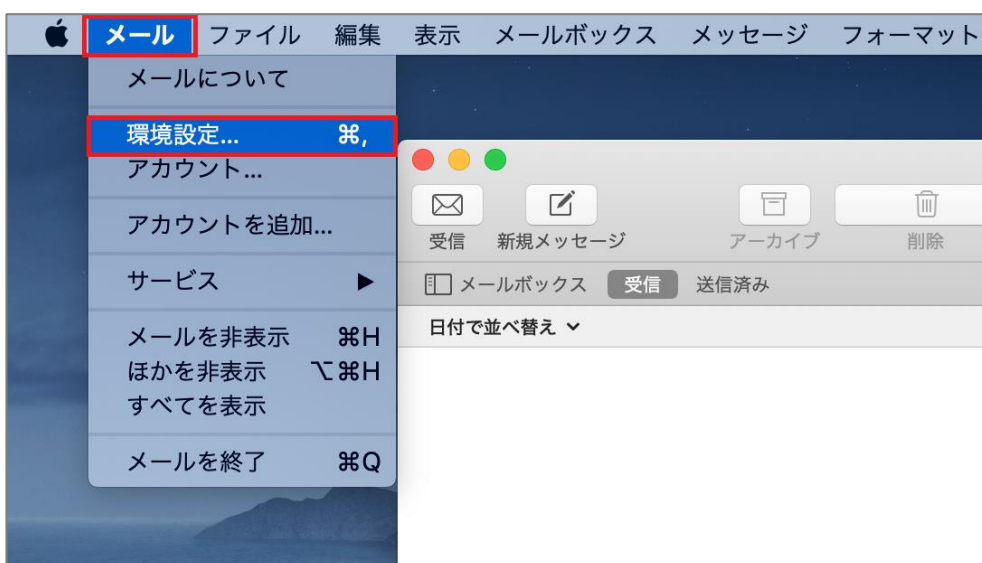 メール ファイル 編集 表示 メールボックス メッセージ フォーマット
メールについて
環境設定... ⌘,
アカウント...
アカウントを追加...
サービス ▶
メールを非表示 ⌘H
ほかを非表示 ⌥⌘H
すべてを表示
メールを終了 ⌘Q
受信 新規メッセージ アーカイブ 削除
メールボックス 受信 送信済み
日付で並べ替え